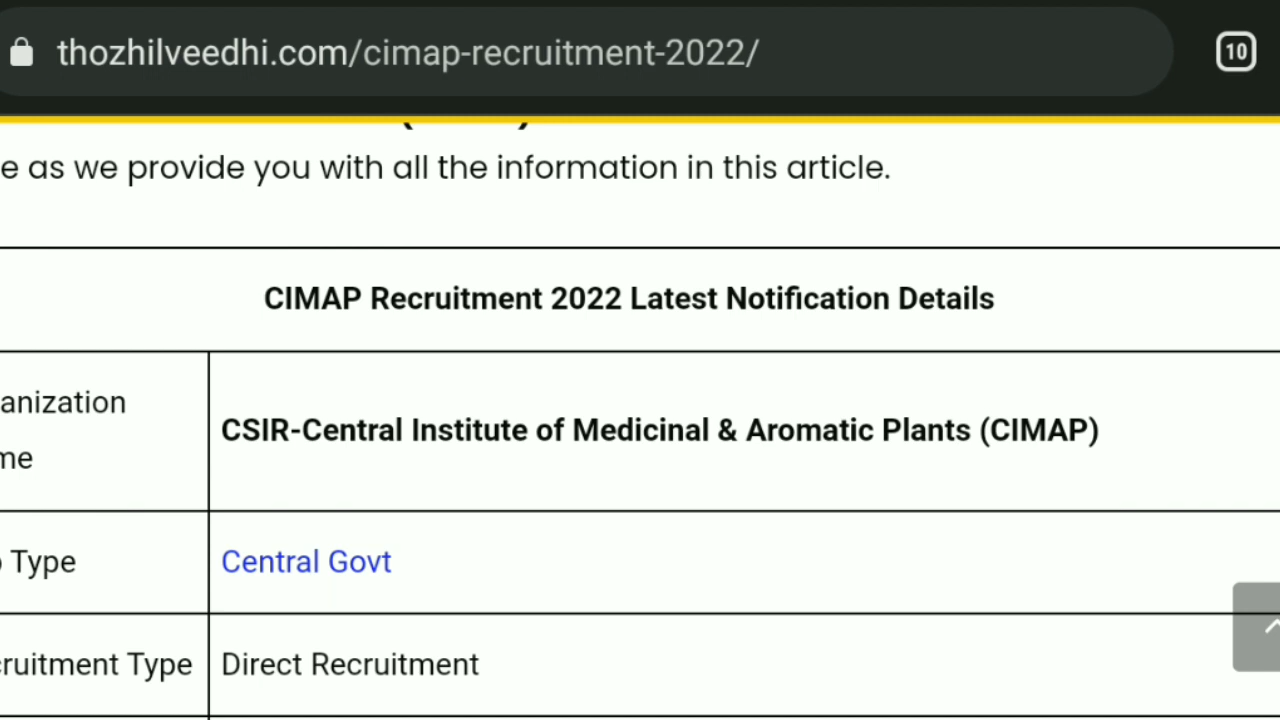 thozhilveedhi.com/cimap-recruitment-2022/
10
e as we provide you with all the information in this article.
CIMAP Recruitment 2022 Latest Notification Details
anization
me
CSIR-Central Institute of Medicinal & Aromatic Plants (CIMAP)
Type
Central Govt
cruitment Type
Direct Recruitment